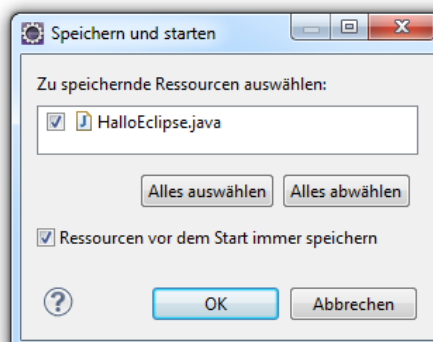 Speichern und starten
Zu speichernde Ressourcen auswählen:
HalloEclipse.java
Alles auswählen Alles abwählen
Ressourcen vor dem Start immer speichern
OK Abbrechen